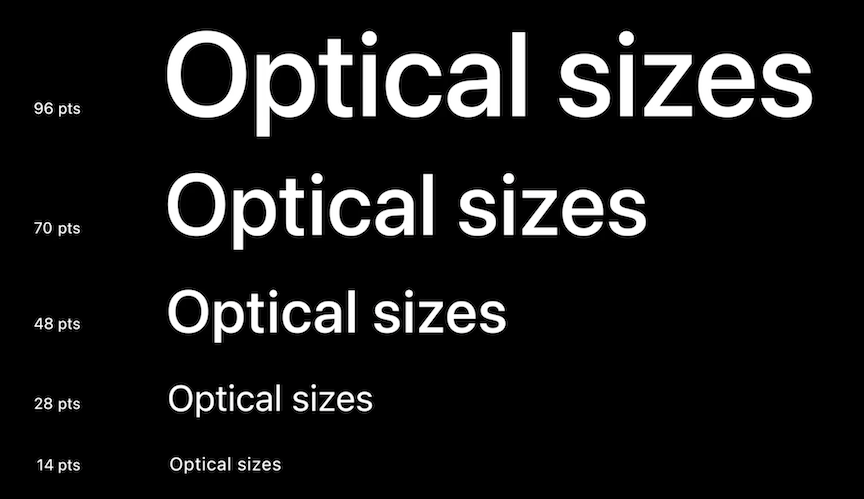 96 pts Optical sizes
70 pts Optical sizes
48 pts Optical sizes
28 pts Optical sizes
14 pts Optical sizes